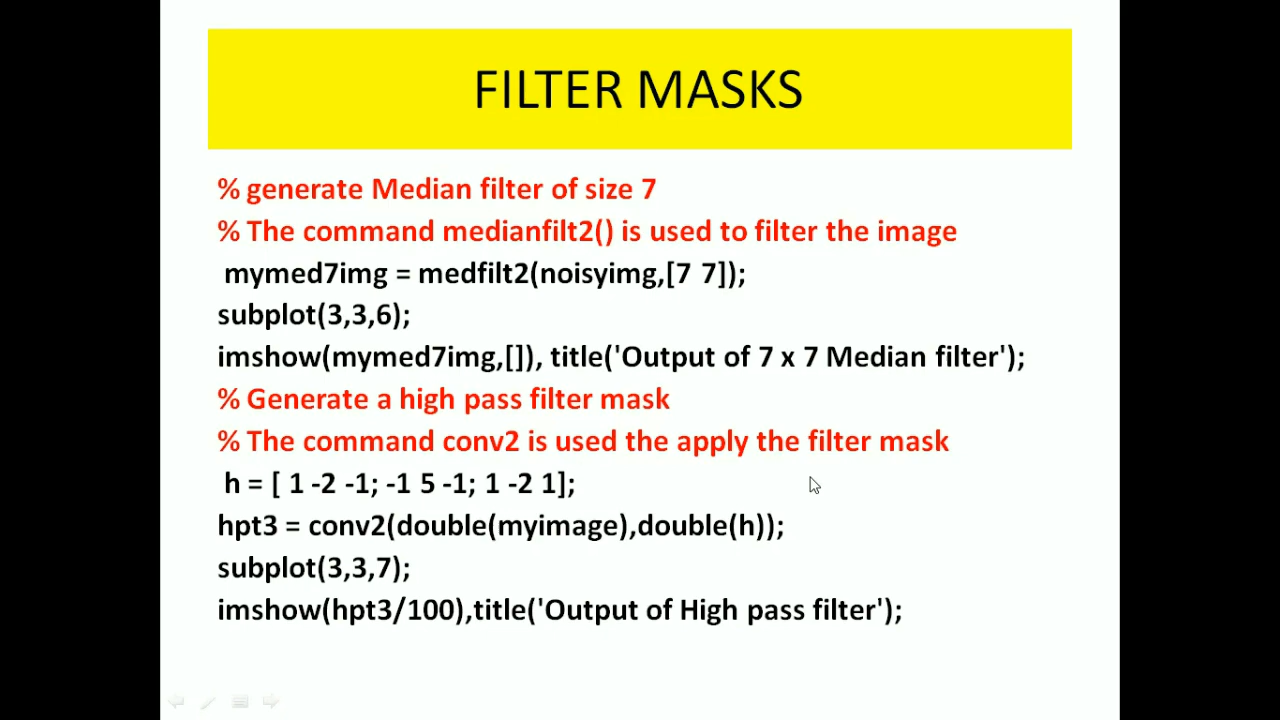 FILTER MASKS
% generate Median filter of size 7
% The command medianfilt2() is used to filter the image
mymed7img = medfilt2(noisyimg,[7 7]);
subplot(3,3,6);
imshow(mymed7img,[]), title('Output of 7 x 7 Median filter');
% Generate a high pass filter mask
% The command conv2 is used the apply the filter mask
h = [ 1 -2 -1; -1 5 -1; 1 -2 1];
hpt3 = conv2(double(myimage),double(h));
subplot(3,3,7);
imshow(hpt3/100),title('Output of High pass filter');